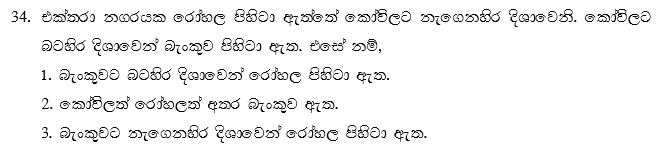 34. එක්තරා නගරයක රෝහල පිහිටා ඇත්තේ කෝවිලට නැගෙනහිර දිශාවෙනි. කෝවිලට
බටහිර දිශාවෙන් බැංකුව පිහිටා ඇත. එසේ නම්,
1. බැංකුවට බටහිර දිශාවෙන් රෝහල පිහිටා ඇත.
2. කෝවිලත් රෝහලත් අතර බැංකුව ඇත.
3. බැංකුවට නැගෙනහිර දිශාවෙන් රෝහල පිහිටා ඇත.